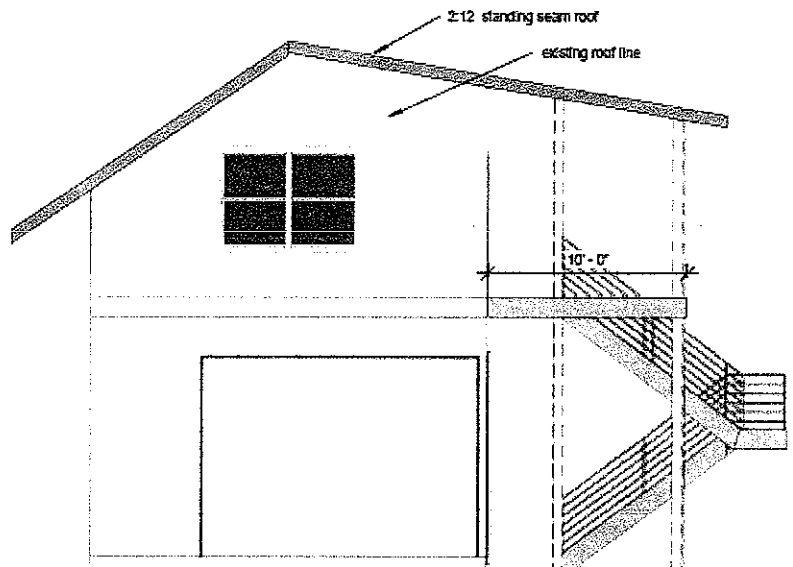 2:12 standing seam roof
existing roof line
10' - 0"